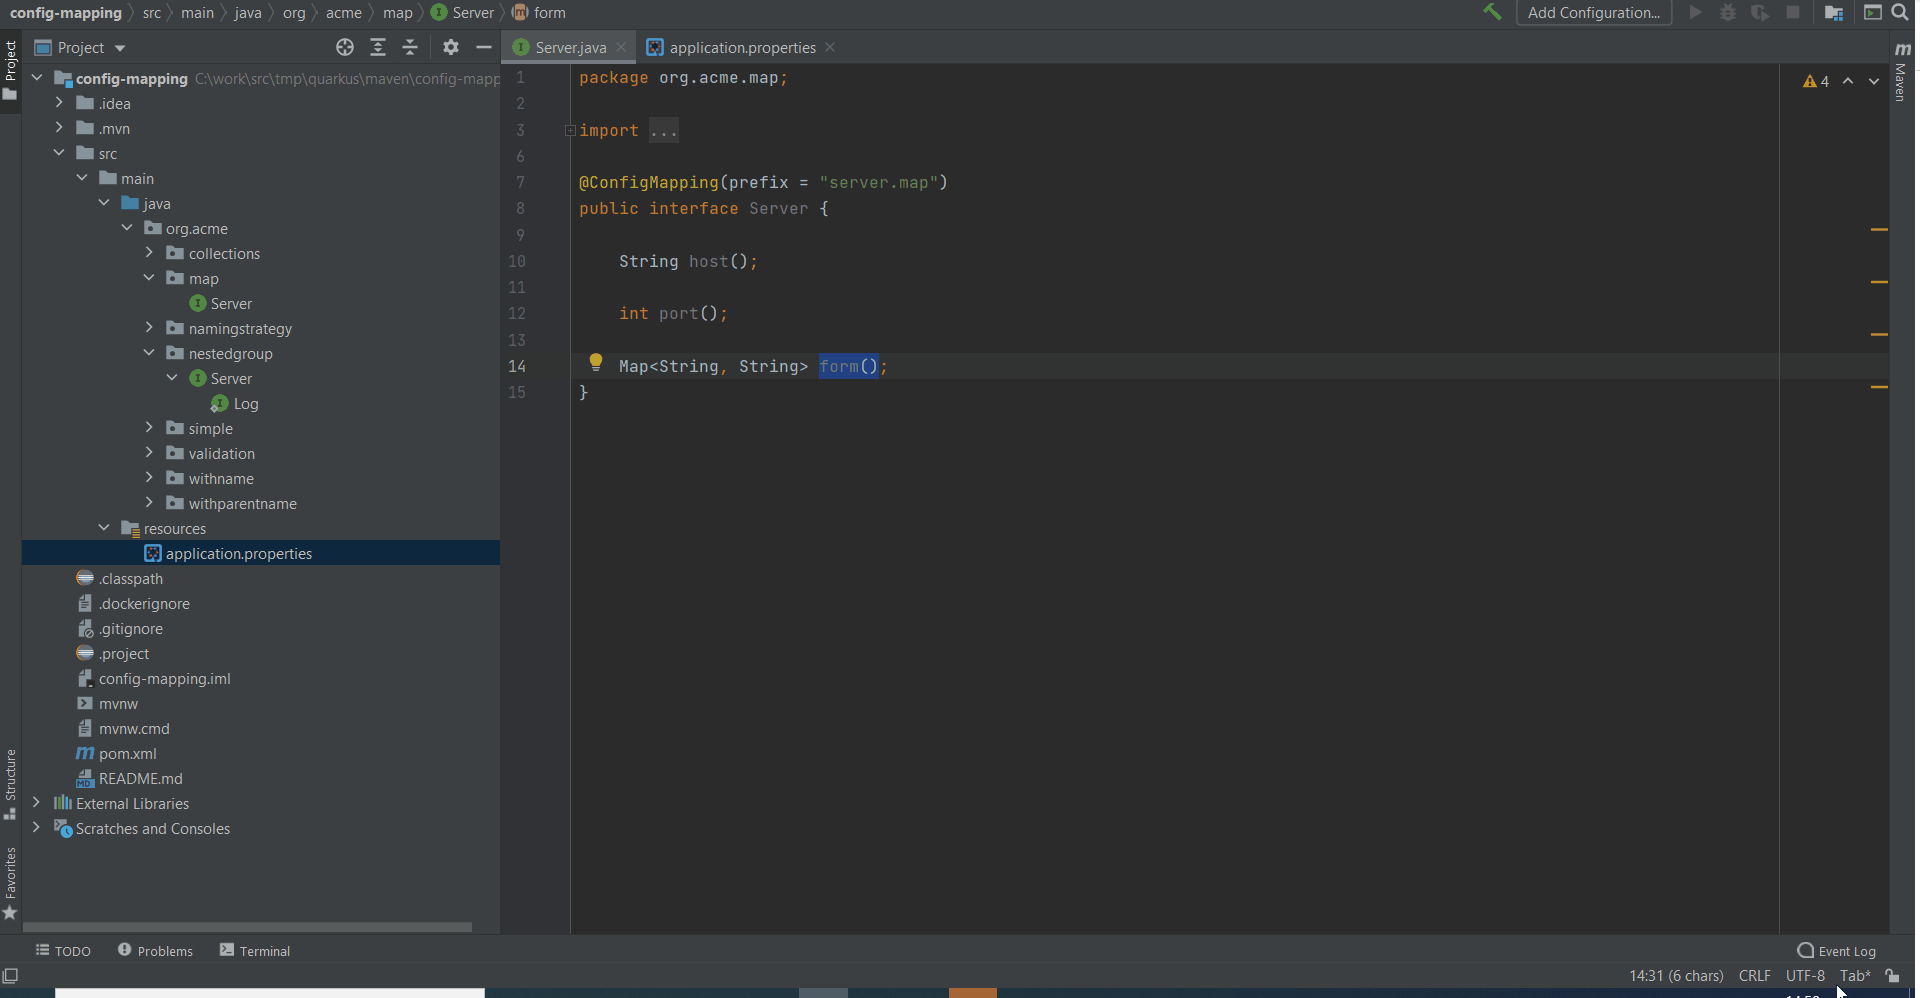 config-mapping src main java org acme map Server form
Add Configuration...
Project
Server.java
application.properties
Project
Maven
config-mapping C:\work\src\tmp\quarkus\maven\config-mapp
.idea
.mvn
src
main
java
org.acme
collections
map
Server
namingstrategy
nestedgroup
Server
Log
simple
validation
withname
withparentname
resources
application.properties
.classpath
.dockerignore
.gitignore
.project
config-mapping.iml
mvnw
mvnw.cmd
pom.xml
README.md
External Libraries
Scratches and Consoles
Structure
Favorites
1 package org.acme.map;
2
3 import ...
6
7 @ConfigMapping(prefix = "server.map")
8 public interface Server {
9
10 String host();
11
12 int port();
13
14 Map<String, String> form();
15 }
4
TODO
Problems
Terminal
Event Log
14:31 (6 chars) CRLF UTF-8 Tab*